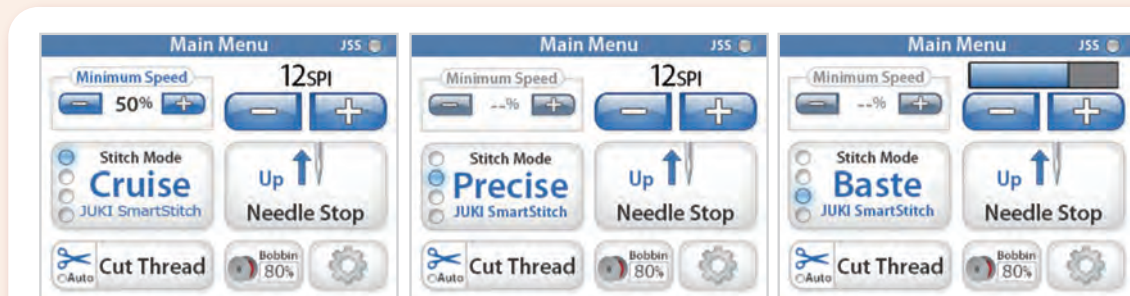 Main Menu JSS
Minimum Speed
50%
12SPI
Stitch Mode
Cruise
JUKI SmartStitch
Up
Needle Stop
Auto
Cut Thread
Bobbin
80%
Main Menu JSS
Minimum Speed
--%
12SPI
Stitch Mode
Precise
JUKI SmartStitch
Up
Needle Stop
Auto
Cut Thread
Bobbin
80%
Main Menu JSS
Minimum Speed
--%
Stitch Mode
Baste
JUKI SmartStitch
Up
Needle Stop
Auto
Cut Thread
Bobbin
80%